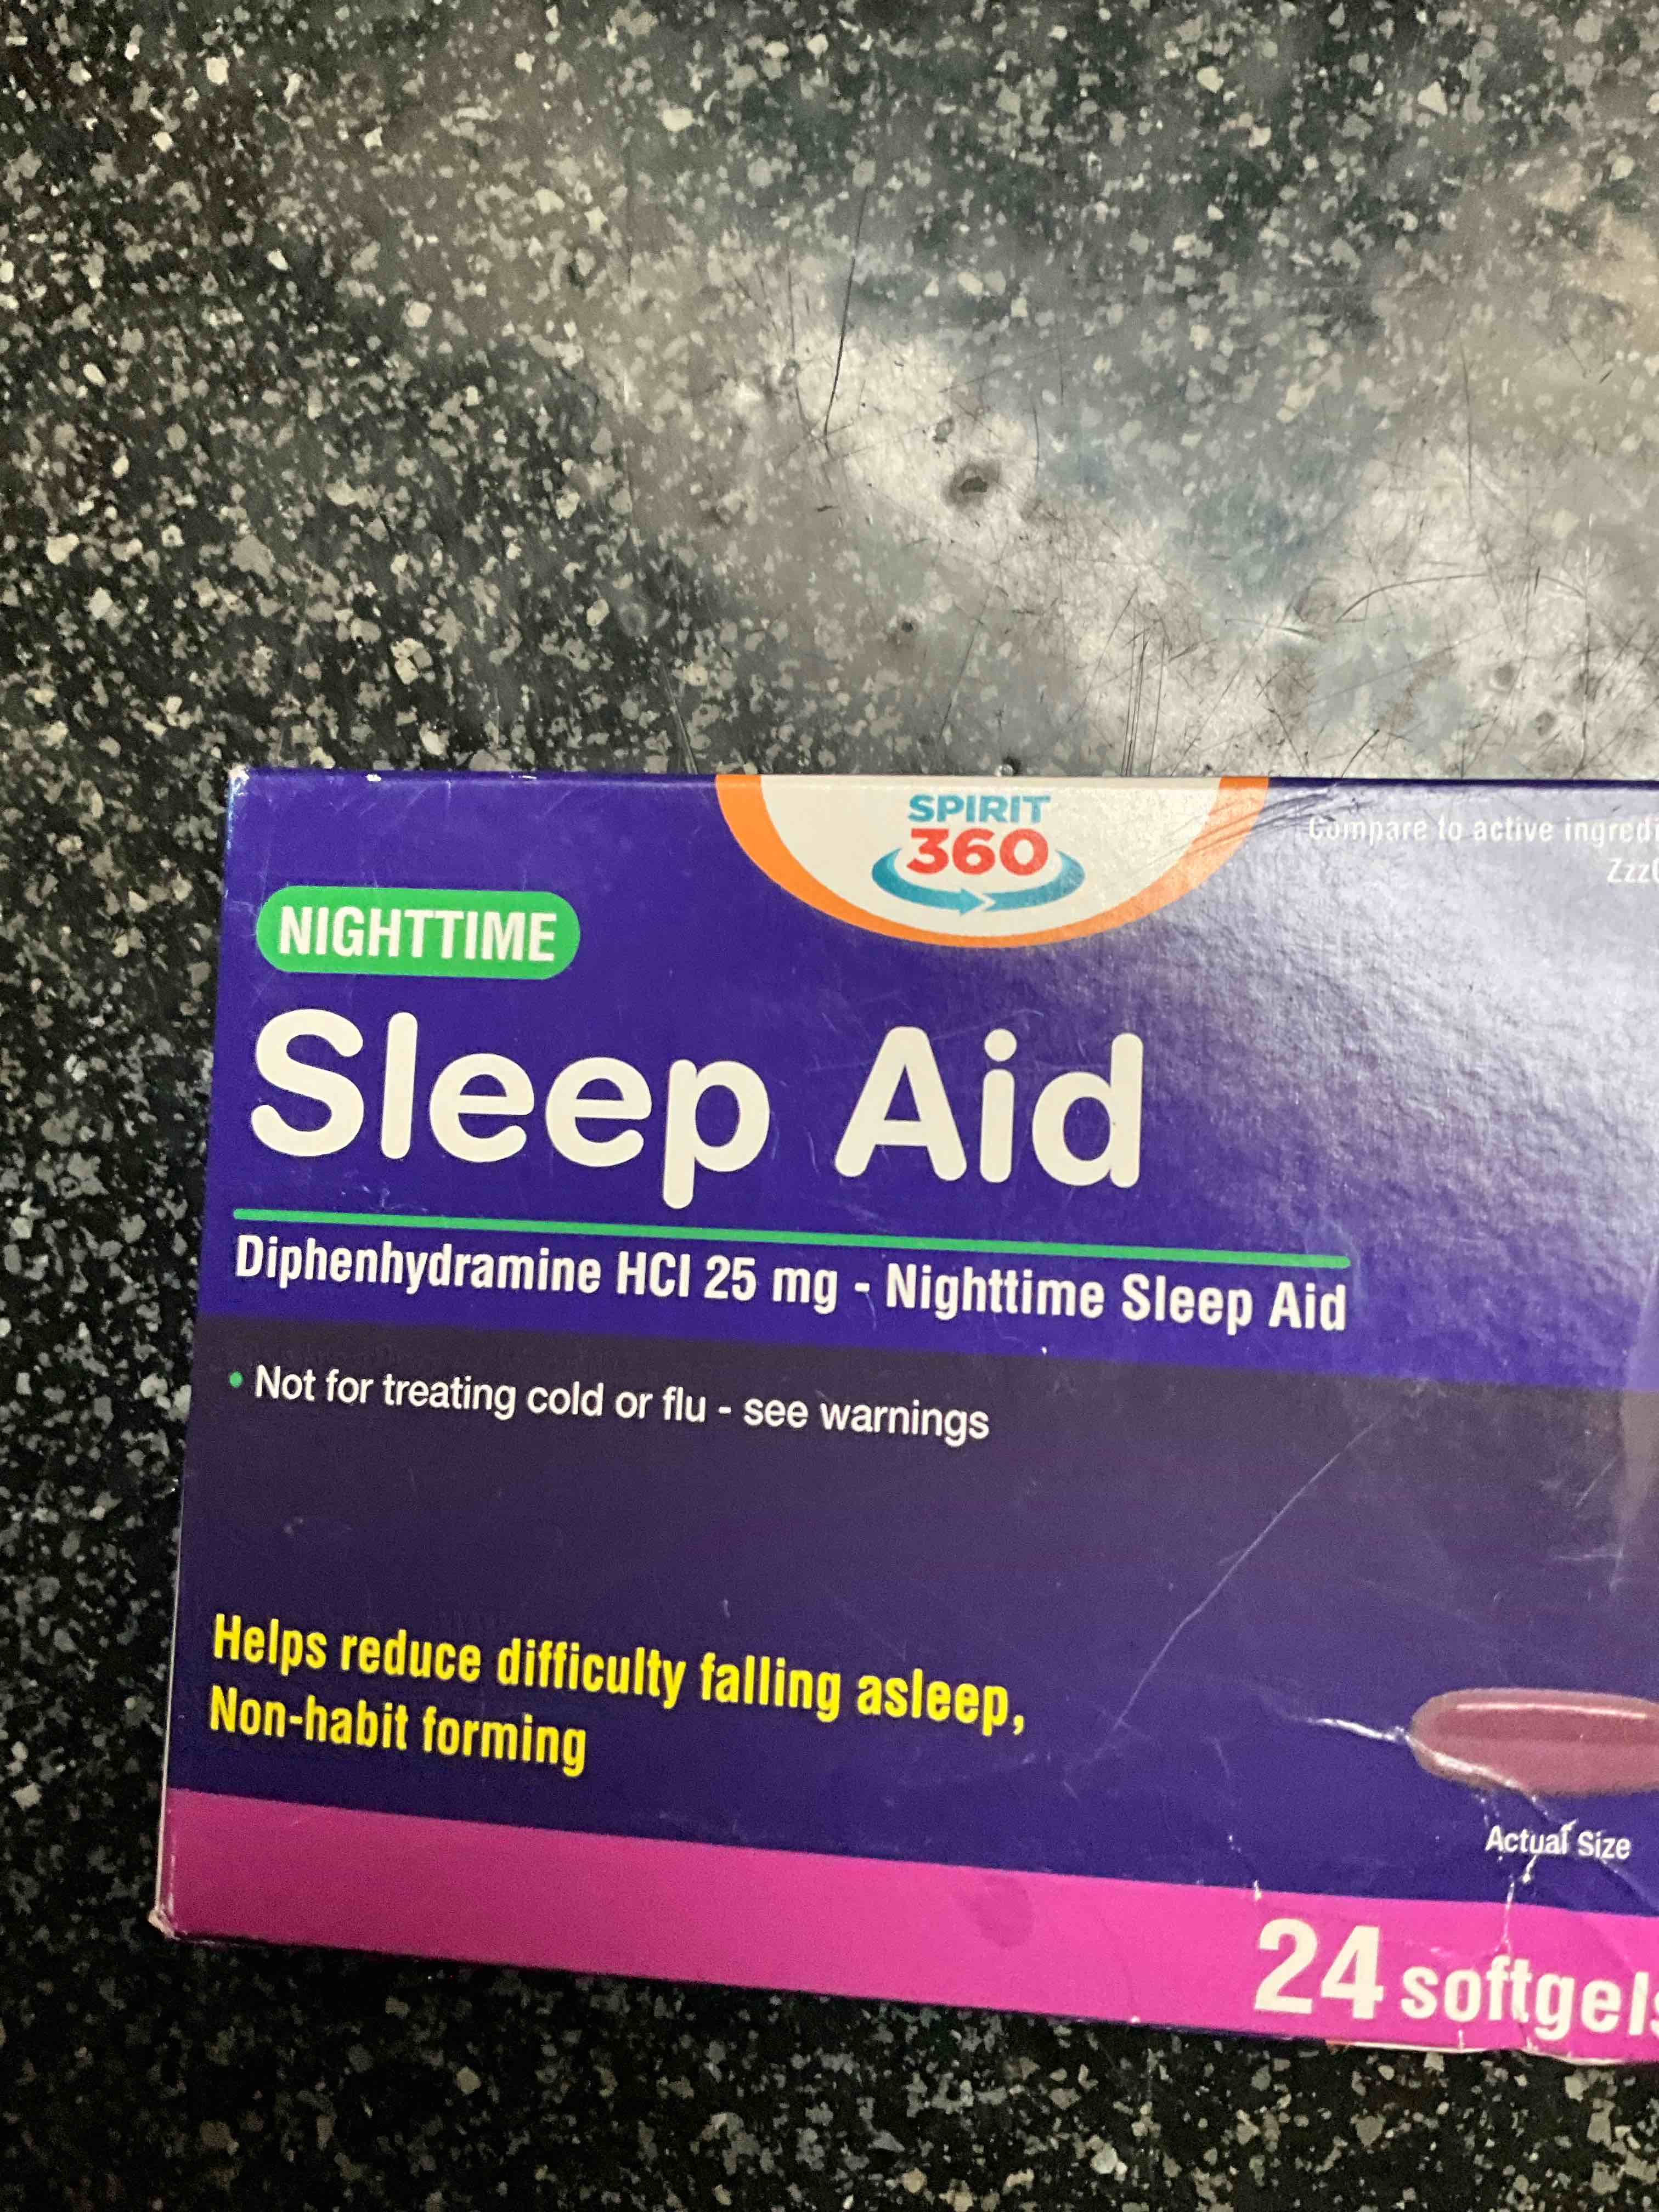 SPIRIT
360
Compare to active
NIGHTTIME
Sleep Aid
Diphenhydramine HCl 25 mg - Nighttime Sleep Aid
• Not for treating cold or flu - see warnings
Helps reduce difficulty falling asleep,
Non-habit forming
Actual Size
24 softgels